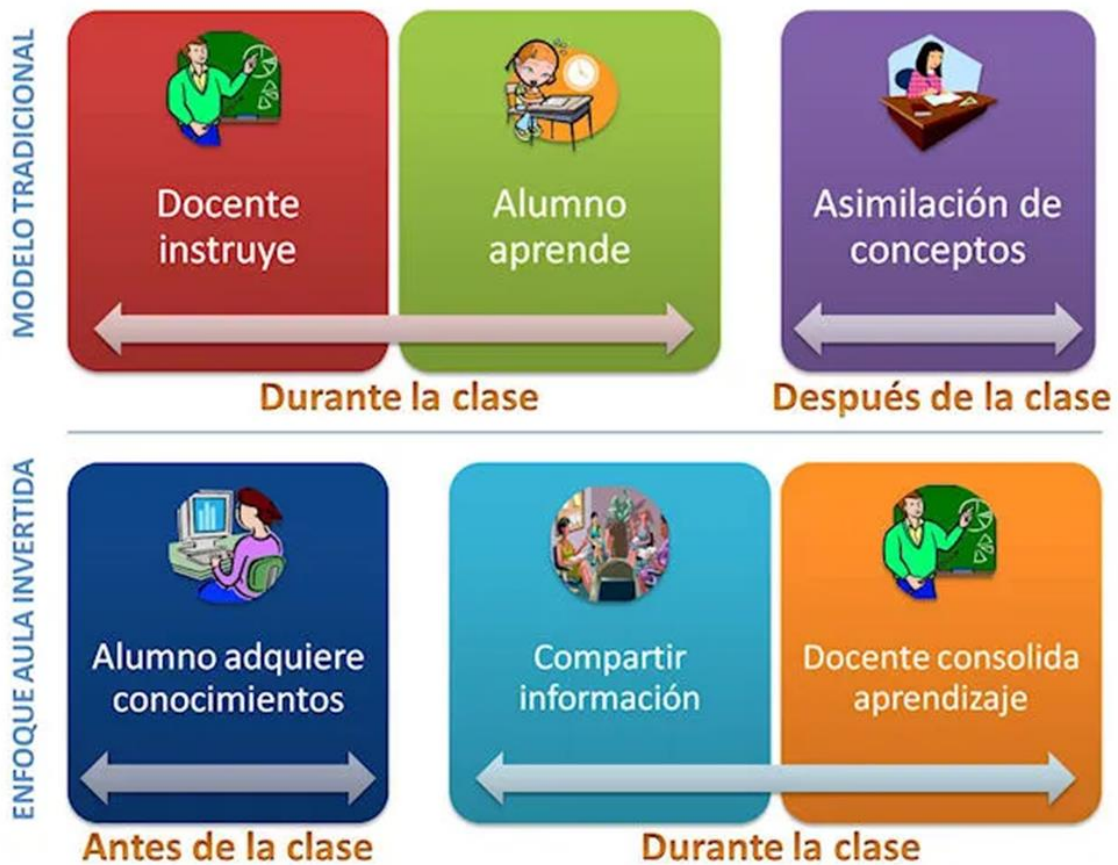 MODELO TRADICIONAL
Docente
instruye
Alumno
aprende
Asimilación de
conceptos
Durante la clase
Después de la clase
ENFOQUE AULA INVERTIDA
Alumno adquiere
conocimientos
Compartir
información
Docente consolida
aprendizaje
Antes de la clase
Durante la clase